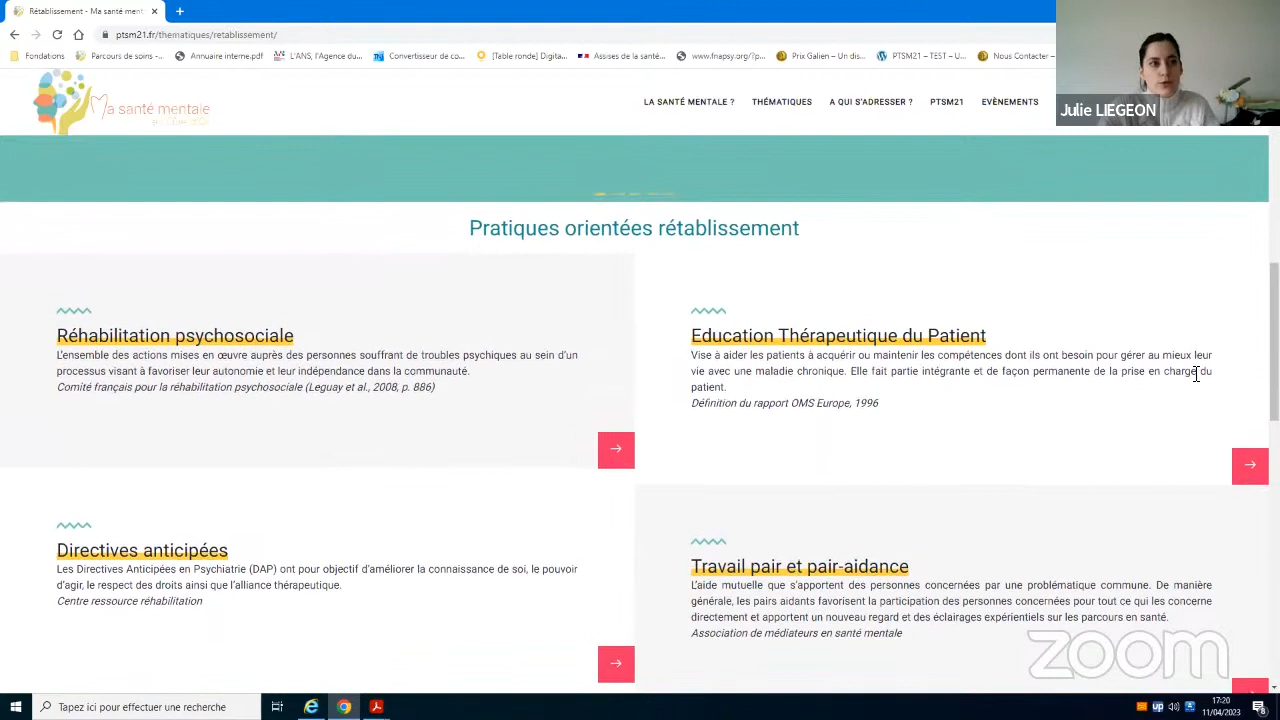 Rétablissement - Ma santé ment
ptsm21.fr/thematiques/retablissement/
Fondations
Parcours de soins –...
Annuaire interne.pdf
L'ANS, l'Agence du...
Convertisseur de co...
[Table ronde] Digita...
Assises de la santé...
www.fnapsy.org/?p...
Prix Galien – Un dis...
PTSM21 – TEST – U...
Nous Contacter –
Julie LIEGEON
Ma santé mentale
LA SANTÉ MENTALE ?
THÉMATIQUES
A QUI S'ADRESSER ?
PTSM21
EVÈNEMENTS
Pratiques orientées rétablissement
Réhabilitation psychosociale
L'ensemble des actions mises en œuvre auprès des personnes souffrant de troubles psychiques au sein d'un
processus visant à favoriser leur autonomie et leur indépendance dans la communauté.
Comité français pour la réhabilitation psychosociale (Leguay et al., 2008, p. 886)
Education Thérapeutique du Patient
Vise à aider les patients à acquérir ou maintenir les compétences dont ils ont besoin pour gérer au mieux leur
vie avec une maladie chronique. Elle fait partie intégrante et de façon permanente de la prise en charge du
patient.
Définition du rapport OMS Europe, 1996
Directives anticipées
Les Directives Anticipées en Psychiatrie (DAP) ont pour objectif d'améliorer la connaissance de soi, le pouvoir
d'agir, le respect des droits ainsi que l'alliance thérapeutique.
Centre ressource réhabilitation
Travail pair et pair-aidance
L'aide mutuelle que s'apportent des personnes concernées par une problématique commune. De manière
générale, les pairs aidants favorisent la participation des personnes concernées pour tout ce qui les concerne
directement et apportent un nouveau regard et des éclairages expérientiels sur les parcours en santé.
Association de médiateurs en santé mentale
zoom
Tapez ici pour effectuer une recherche
up
17:20
11/04/2023
8